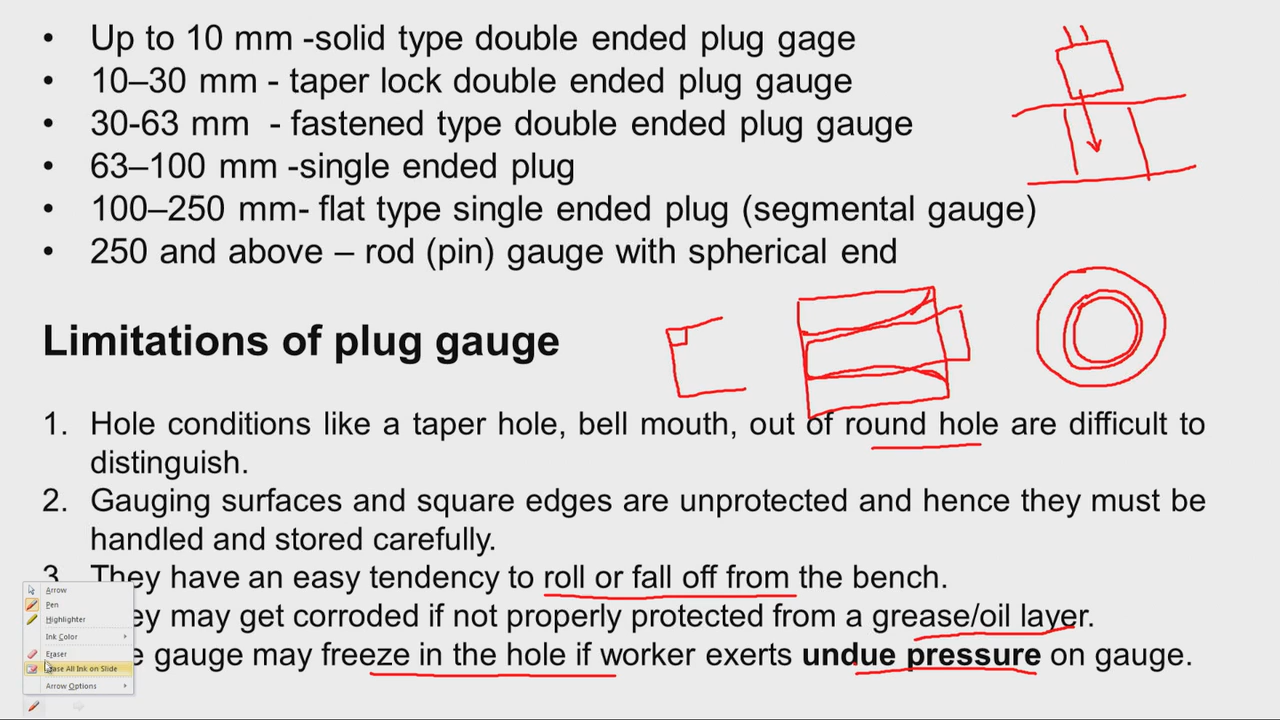 • Up to 10 mm -solid type double ended plug gage
• 10–30 mm - taper lock double ended plug gauge
• 30-63 mm - fastened type double ended plug gauge
• 63–100 mm -single ended plug
• 100–250 mm- flat type single ended plug (segmental gauge)
• 250 and above – rod (pin) gauge with spherical end
Limitations of plug gauge
1. Hole conditions like a taper hole, bell mouth, out of round hole are difficult to
distinguish.
2. Gauging surfaces and square edges are unprotected and hence they must be
handled and stored carefully.
3 They have an easy tendency to roll or fall off from the bench.
ey may get corroded if not properly protected from a grease/oil layer.
e gauge may freeze in the hole if worker exerts undue pressure on gauge.
Arrow
Pen
Highlighter
Ink Color
Eraser
ase All Ink on Slide
Arrow Options